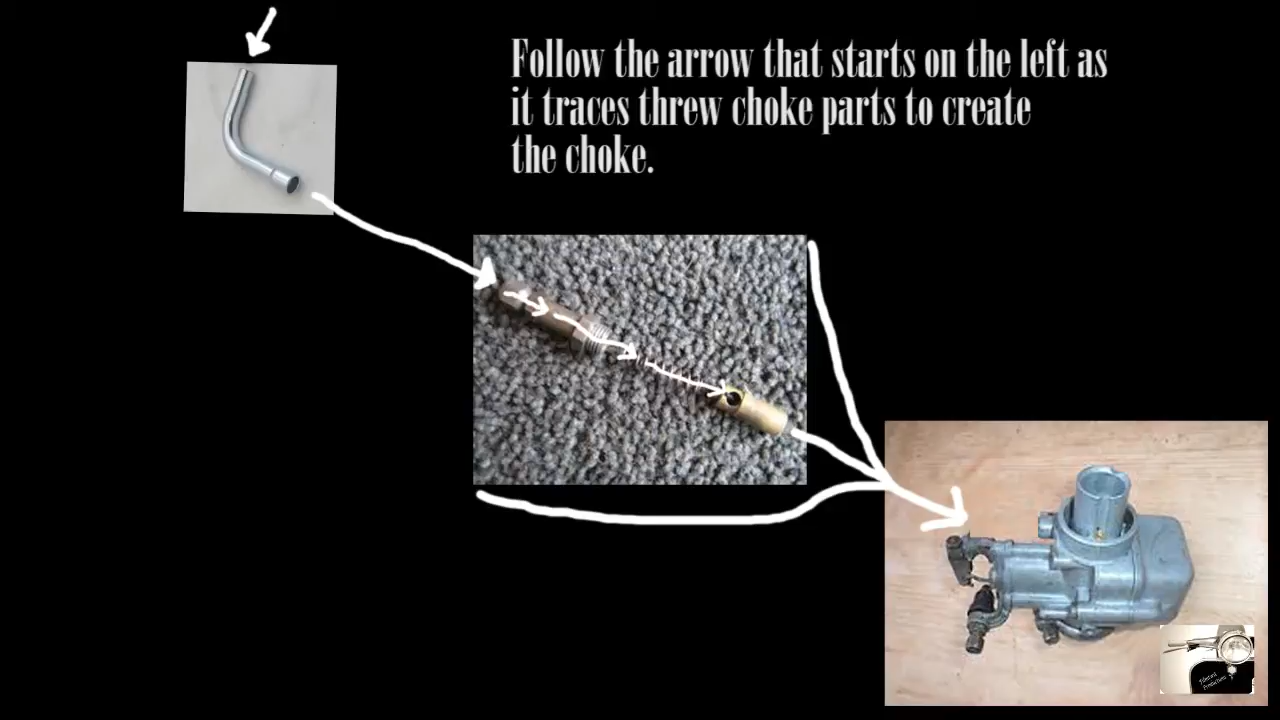 Follow the arrow that starts on the left as
it traces threw choke parts to create
the choke.